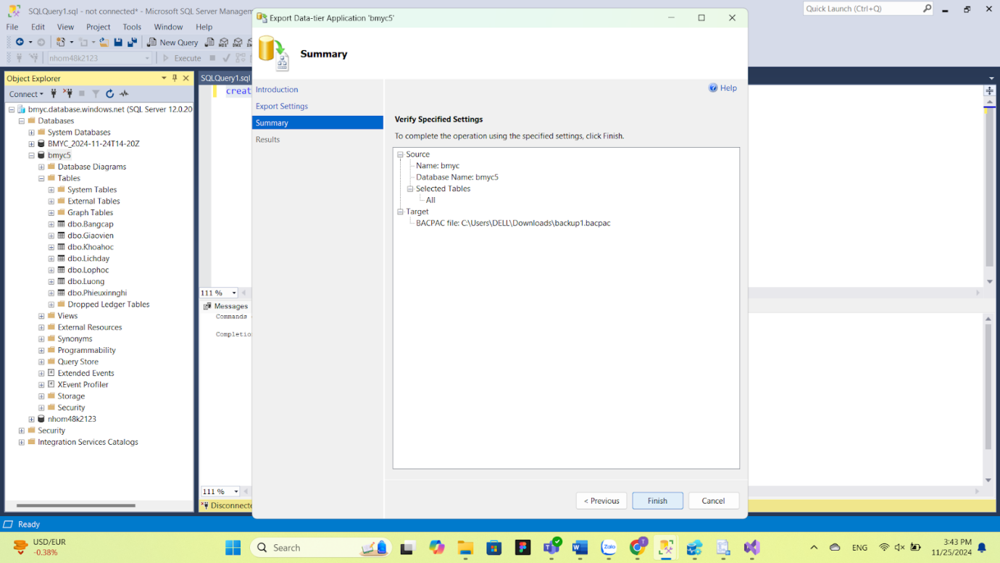 SQLQuery1.sql - not connected* - Microsoft SQL Server Managem
Quick Launch (Ctrl+Q)
File Edit View Project Tools Window Help
New Query
nhom48k2123 Execute
Object Explorer
Connect
bmyc.database.windows.net (SQL Server 12.0.20
Databases
System Databases
BMYC_2024-11-24T14-20Z
bmyc5
Database Diagrams
Tables
System Tables
External Tables
Graph Tables
dbo.Bangcap
dbo.Giaovien
dbo.Khoahoc
dbo.Lichday
dbo.Lophoc
dbo.Luong
dbo.Phieuxinnghi
Dropped Ledger Tables
Views
External Resources
Synonyms
Programmability
Query Store
Extended Events
XEvent Profiler
Storage
Security
nhom48k2123
Security
Integration Services Catalogs
SQLQuery1.sql
creat
111 %
Messages
Commands
Completio
111 %
Disconnecte
Export Data-tier Application 'bmyc5'
Summary
Introduction
Export Settings
Summary
Results
Help
Verify Specified Settings
To complete the operation using the specified settings, click Finish.
Source
Name: bmyc
Database Name: bmyc5
Selected Tables
All
Target
BACPAC file: C:\Users\DELL\Downloads\backup1.bacpac
< Previous Finish Cancel
Ready
USD/EUR
-0.38%
Search
Zalo
T
ENG
3:43 PM
11/25/2024